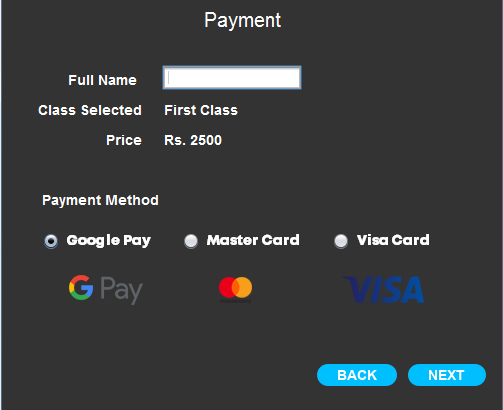 Payment
Full Name
Class Selected First Class
Price Rs. 2500
Payment Method
Google Pay Master Card Visa Card
G Pay VISA
BACK NEXT